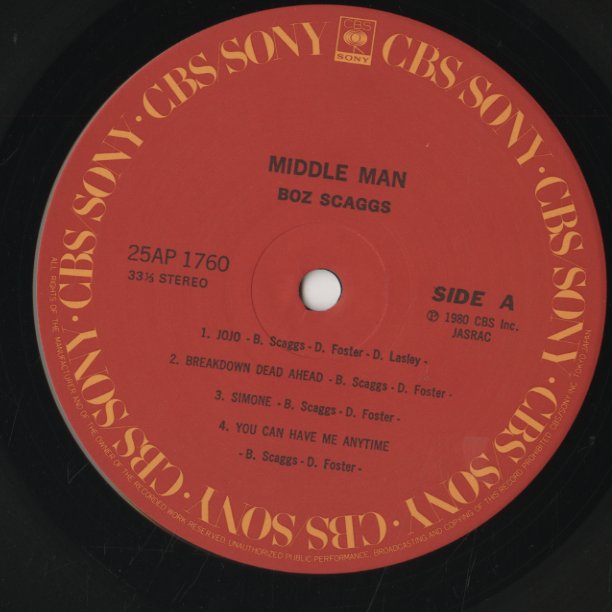 CBS/SONY · CBS/SONY · CBS/SONY · CBS/SONY · CBS/SONY · CBS/SONY · CBS/SONY · CBS/SONY
CBS
SONY
MIDDLE MAN
BOZ SCAGGS
25AP 1760
33⅓ STEREO
SIDE A
℗ 1980 CBS Inc.
JASRAC
1. JOJO - B. Scaggs - D. Foster - D. Lasley -
2. BREAKDOWN DEAD AHEAD - B. Scaggs - D. Foster -
3. SIMONE - B. Scaggs - D. Foster -
4. YOU CAN HAVE ME ANYTIME
- B. Scaggs - D. Foster -
ALL RIGHTS OF THE MANUFACTURER AND OF THE OWNER OF THE RECORDED WORK RESERVED. UNAUTHORIZED PUBLIC PERFORMANCE, BROADCASTING AND COPYING OF THIS RECORD PROHIBITED. CBS/SONY INC. TOKYO JAPAN